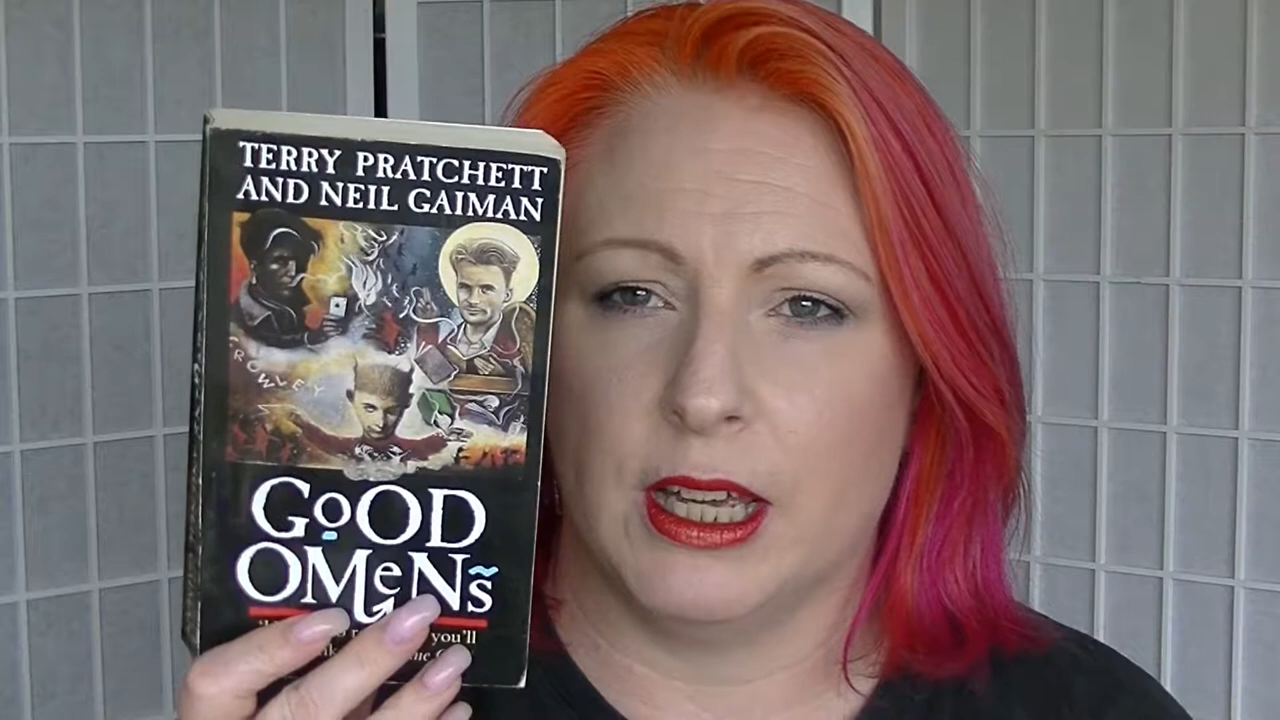 TERRY PRATCHETT
AND NEIL GAIMAN
CROWLEY
GoOD
OMeNs
you'll